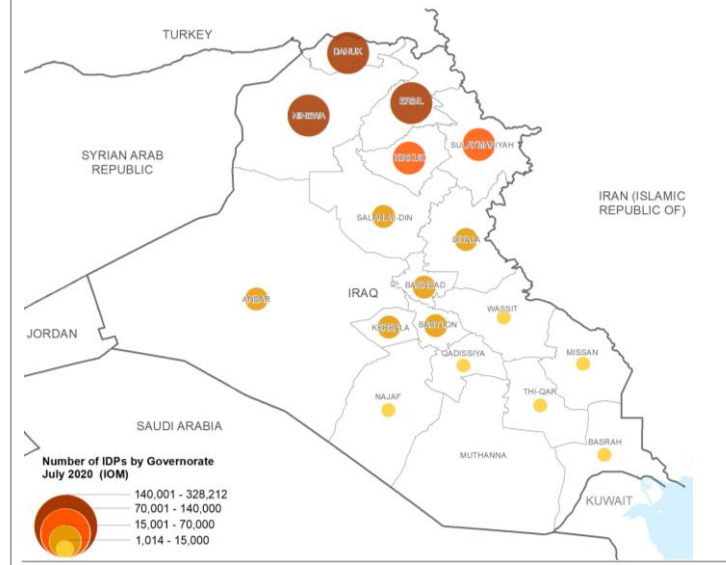 TURKEY
DAHUK
ERBIL
NINEWA
SYRIAN ARAB
REPUBLIC
KIRKUK
SULAYMANIYAH
IRAN (ISLAMIC
REPUBLIC OF)
SALAH AL-DIN
DIYALA
BAGHDAD
ANBAR
IRAQ
WASSIT
JORDAN
KERBALA
BABYLON
QADISSIYA
MISSAN
NAJAF
THI-QAR
SAUDI ARABIA
BASRAH
MUTHANNA
KUWAIT
Number of IDPs by Governorate
July 2020 (IOM)
140,001 - 328,212
70,001 - 140,000
15,001 - 70,000
1,014 - 15,000